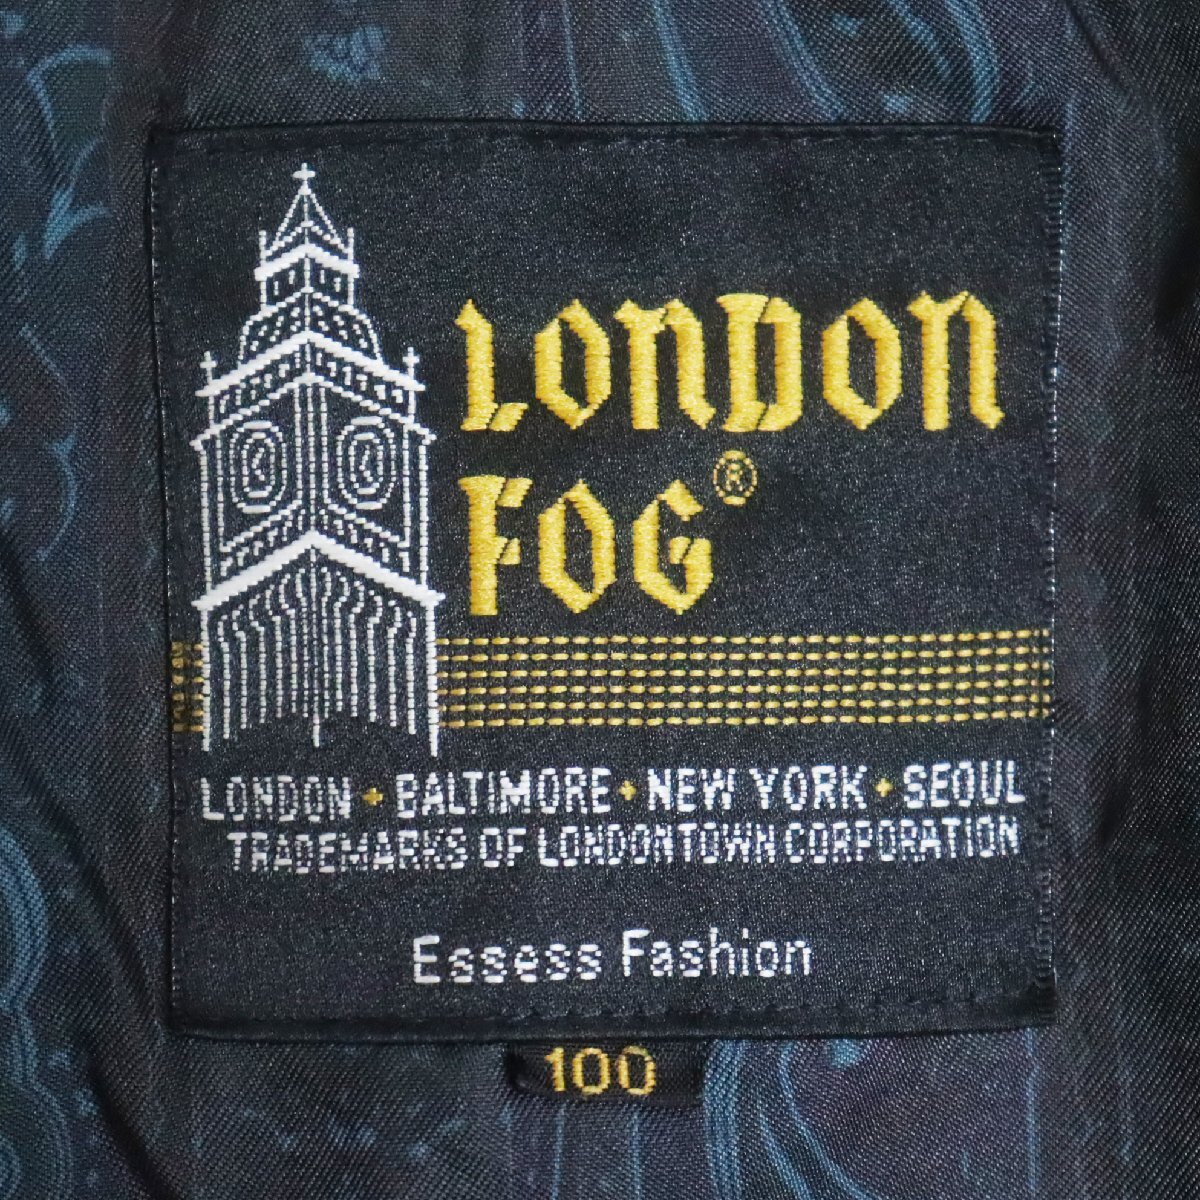 LONDON
FOG®
LONDON • BALTIMORE • NEW YORK • SEOUL
TRADEMARKS OF LONDONTOWN CORPORATION
Essess Fashion
100